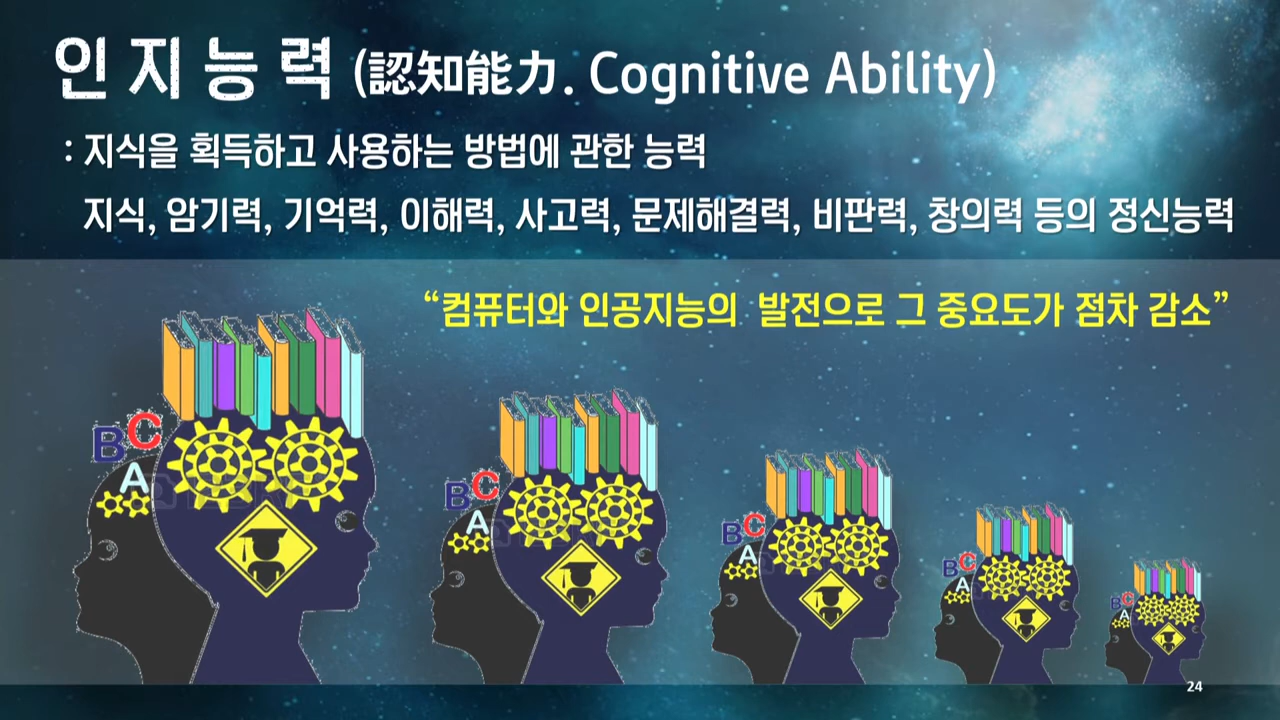 인지능력 (認知能力. Cognitive Ability)
: 지식을 획득하고 사용하는 방법에 관한 능력
지식, 암기력, 기억력, 이해력, 사고력, 문제해결력, 비판력, 창의력 등의 정신능력
“컴퓨터와 인공지능의 발전으로 그 중요도가 점차 감소”
B C
A
B C
A
B C
A
B C
A
B C
A
24